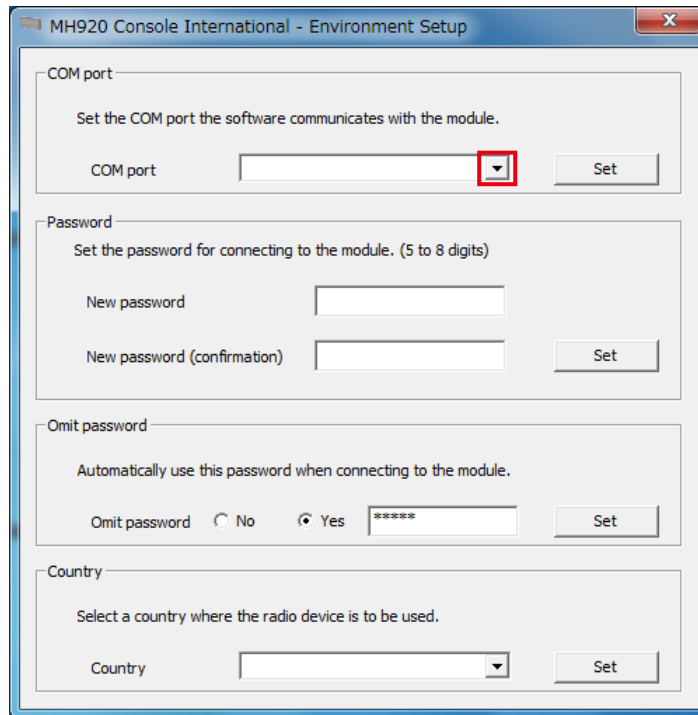 MH920 Console International - Environment Setup
COM port
Set the COM port the software communicates with the module.
COM port Set
Password
Set the password for connecting to the module. (5 to 8 digits)
New password
New password (confirmation) Set
Omit password
Automatically use this password when connecting to the module.
Omit password No Yes ***** Set
Country
Select a country where the radio device is to be used.
Country Set